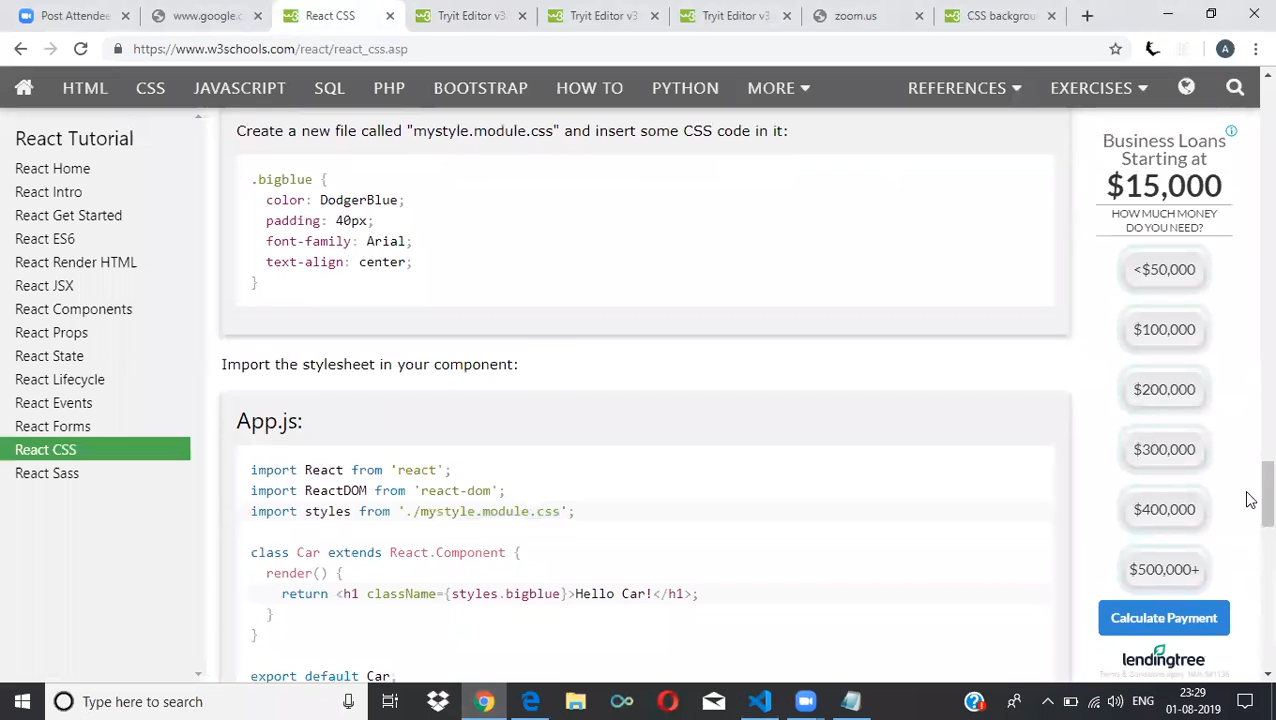 Post Attendee
www.google.c
React CSS
Tryit Editor v3
Tryit Editor v3
Tryit Editor v3
zoom.us
CSS backgrou
https://www.w3schools.com/react/react_css.asp
A
HTML CSS JAVASCRIPT SQL PHP BOOTSTRAP HOW TO PYTHON MORE REFERENCES EXERCISES
React Tutorial
React Home
React Intro
React Get Started
React ES6
React Render HTML
React JSX
React Components
React Props
React State
React Lifecycle
React Events
React Forms
React CSS
React Sass
Create a new file called "mystyle.module.css" and insert some CSS code in it:
.bigblue {
color: DodgerBlue;
padding: 40px;
font-family: Arial;
text-align: center;
}
Import the stylesheet in your component:
App.js:
import React from 'react';
import ReactDOM from 'react-dom';
import styles from './mystyle.module.css';
class Car extends React.Component {
render() {
return <h1 className={styles.bigblue}>Hello Car!</h1>;
}
}
export default Car;
Business Loans
Starting at
$15,000
HOW MUCH MONEY
DO YOU NEED?
<$50,000
$100,000
$200,000
$300,000
$400,000
$500,000+
Calculate Payment
lendingtree
Type here to search
ENG
23:29
01-08-2019